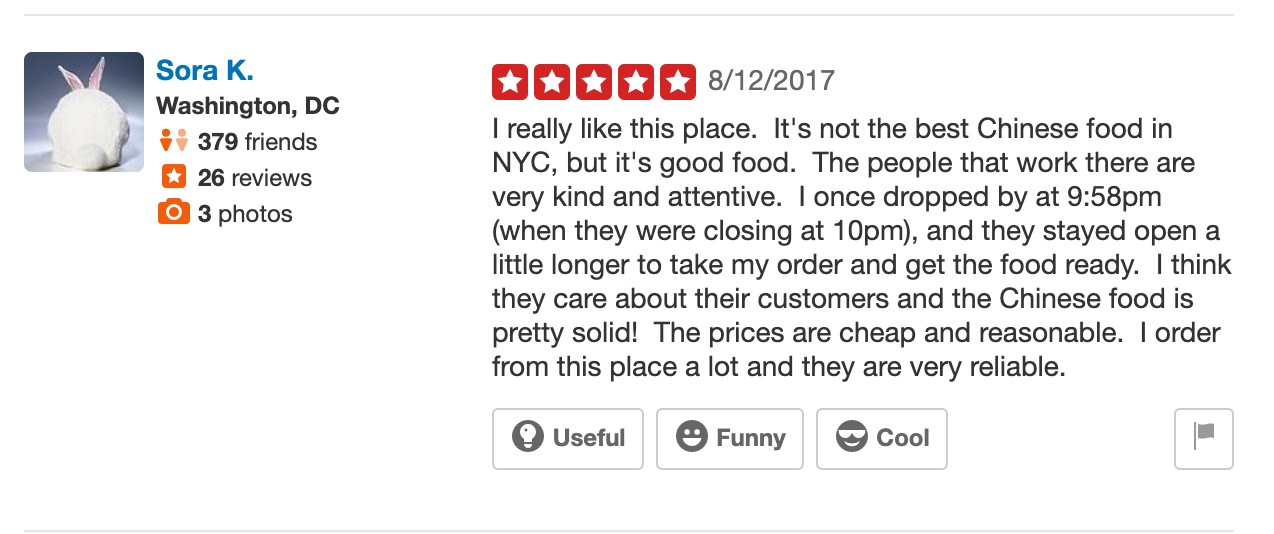 Sora K.
Washington, DC
379 friends
26 reviews
3 photos
8/12/2017
I really like this place.  It's not the best Chinese food in
NYC, but it's good food.  The people that work there are
very kind and attentive.  I once dropped by at 9:58pm
(when they were closing at 10pm), and they stayed open a
little longer to take my order and get the food ready.  I think
they care about their customers and the Chinese food is
pretty solid!  The prices are cheap and reasonable.  I order
from this place a lot and they are very reliable.
Useful
Funny
Cool